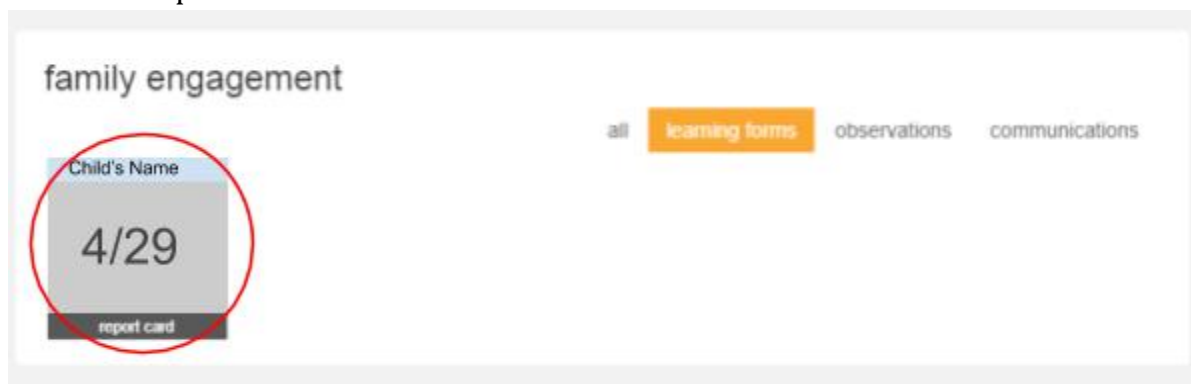 family engagement
all learning forms observations communications
Child's Name
4/29
report card